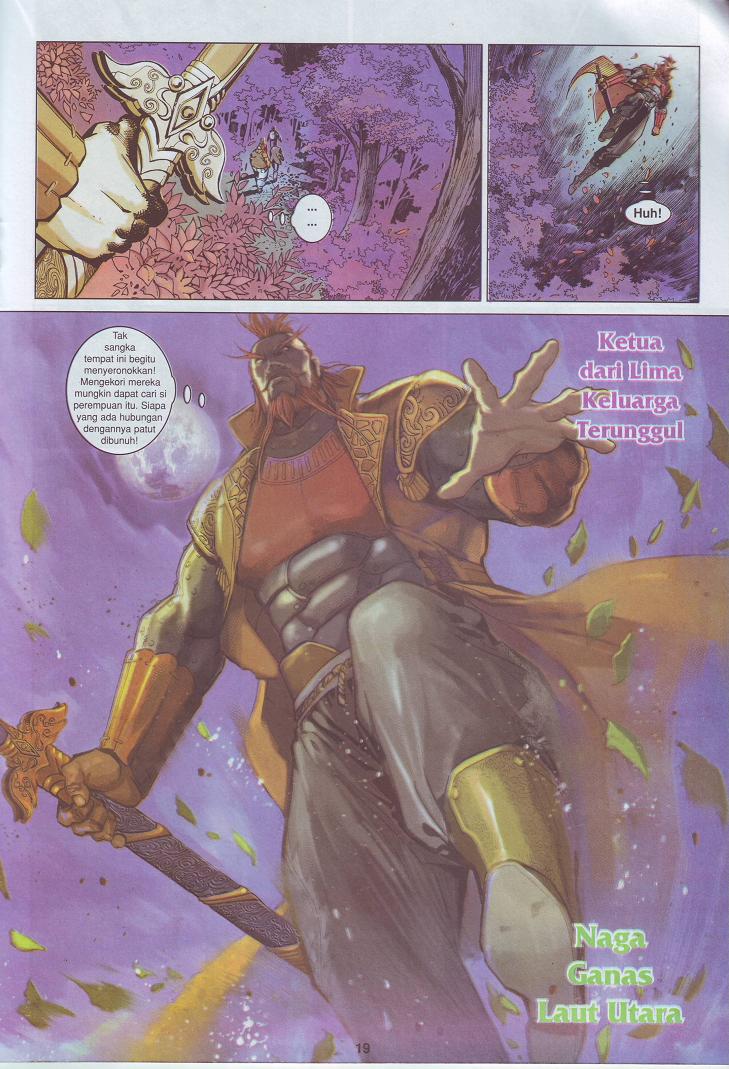 ...
...
Huh!
Tak
sangka
tempat ini begitu
menyeronokkan!
Mengekori mereka
mungkin dapat cari si
perempuan itu. Siapa
yang ada hubungan
dengannya patut
dibunuh!
Ketua
dari Lima
Keluarga
Terunggul
Naga
Ganas
Laut Utara
19